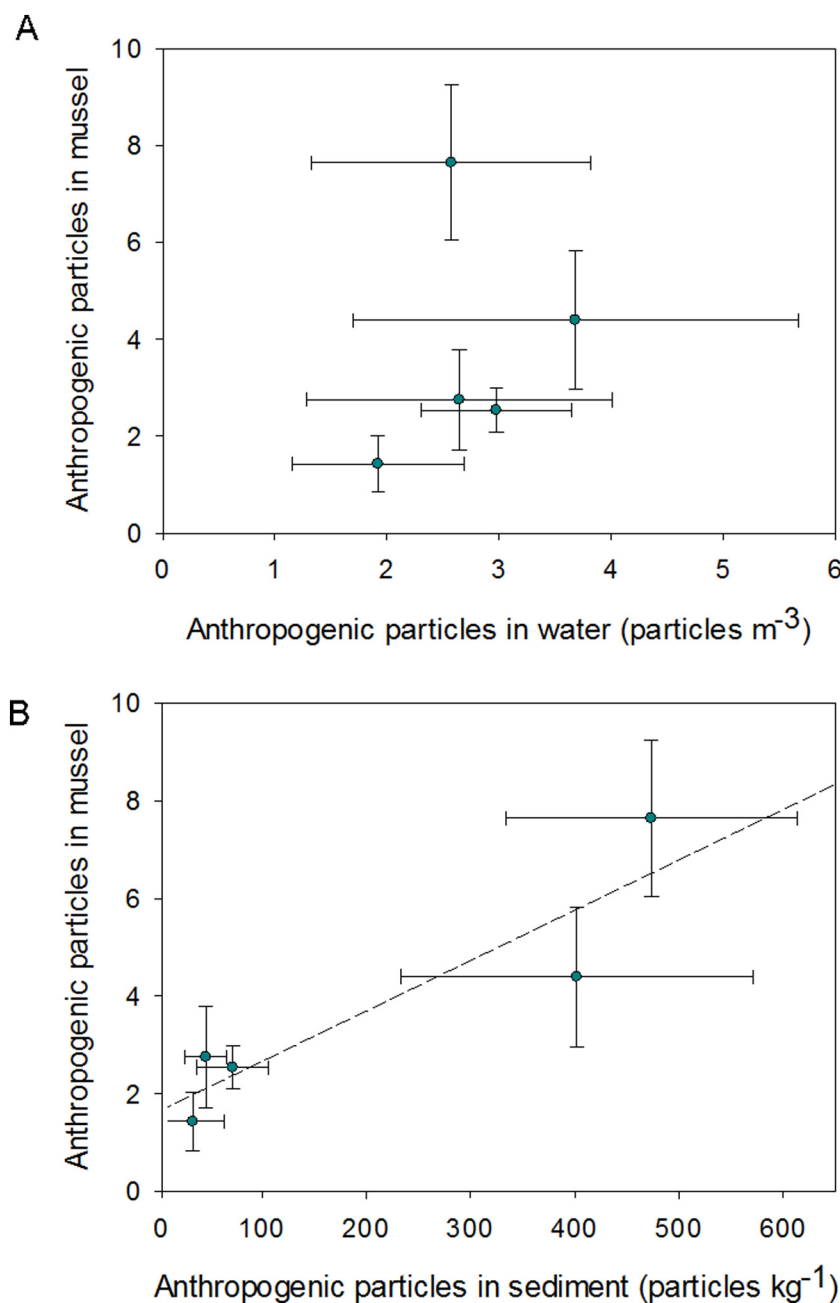 A
Anthropogenic particles in mussel
10
8
6
4
2
0
0 1 2 3 4 5 6
Anthropogenic particles in water (particles m⁻³)
B
Anthropogenic particles in mussel
10
8
6
4
2
0
0 100 200 300 400 500 600
Anthropogenic particles in sediment (particles kg⁻¹)